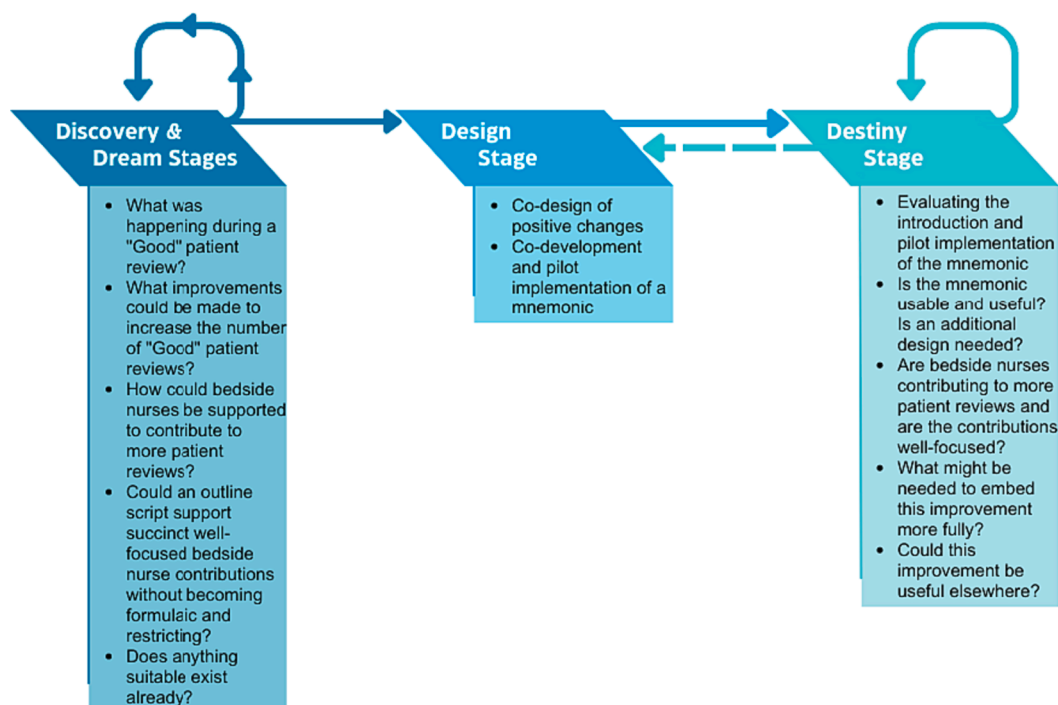 Discovery &
Dream Stages
• What was
happening during a
"Good" patient
review?
• What improvements
could be made to
increase the number
of "Good" patient
reviews?
• How could bedside
nurses be supported
to contribute to
more patient
reviews?
• Could an outline
script support
succinct well-
focused bedside
nurse contributions
without becoming
formulaic and
restricting?
• Does anything
suitable exist
already?
Design
Stage
• Co-design of
positive changes
• Co-development
and pilot
implementation of a
mnemonic
Destiny
Stage
• Evaluating the
introduction and
pilot implementation
of the mnemonic
• Is the mnemonic
usable and useful?
Is an additional
design needed?
• Are bedside nurses
contributing to more
patient reviews and
are the contributions
well-focused?
• What might be
needed to embed
this improvement
more fully?
• Could this
improvement be
useful elsewhere?